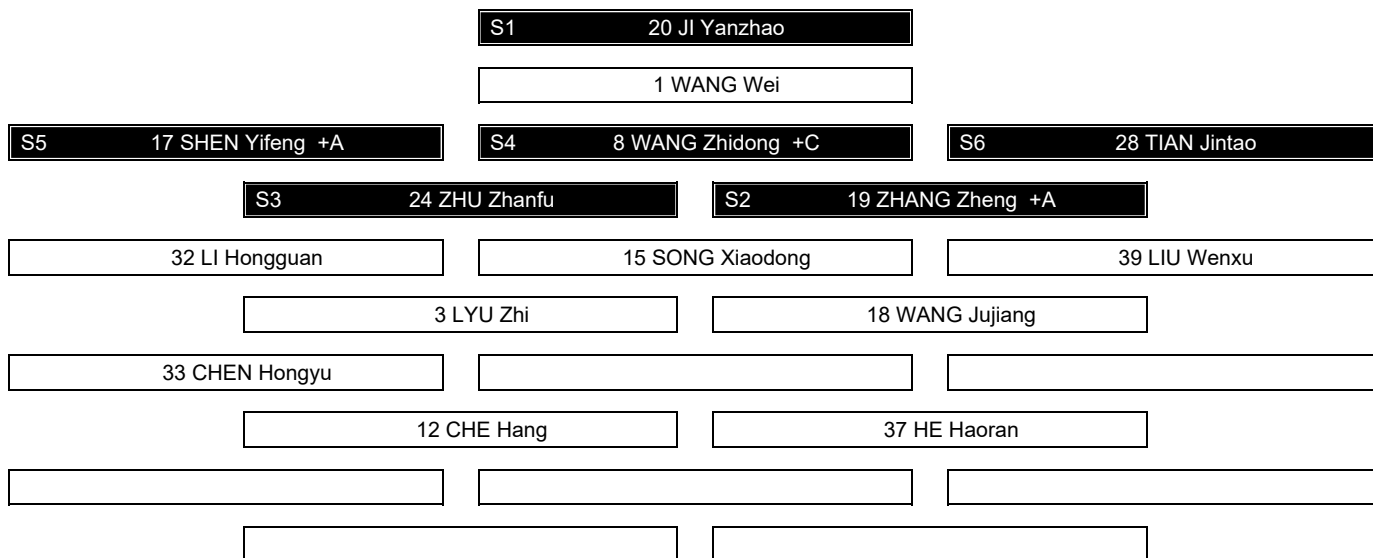 S1 20 JI Yanzhao
1 WANG Wei
S5 17 SHEN Yifeng +A S4 8 WANG Zhidong +C S6 28 TIAN Jintao
S3 24 ZHU Zhanfu S2 19 ZHANG Zheng +A
32 LI Hongguan 15 SONG Xiaodong 39 LIU Wenxu
3 LYU Zhi 18 WANG Jujiang
33 CHEN Hongyu
12 CHE Hang 37 HE Haoran